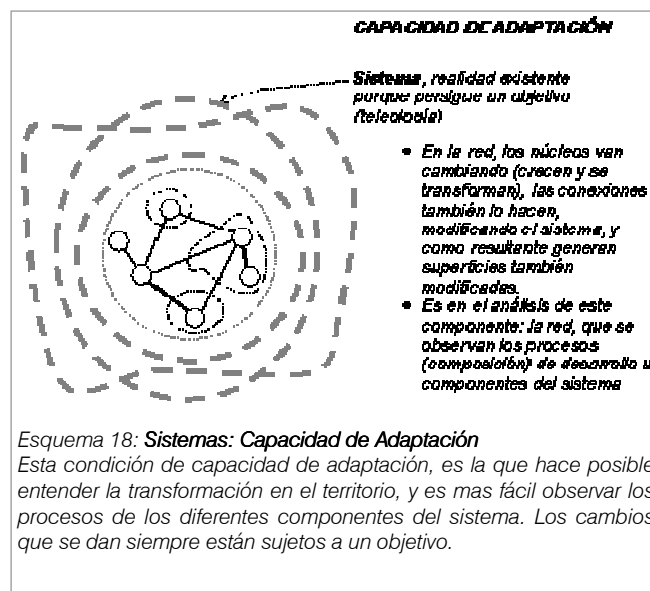 CAPACIDAD DE ADAPTACIÓN
Sistema, realidad existente
porque persigue un objetivo
(teleología)
• En la red, los núcleos van
cambiando (crecen y se
transforman), las conexiones
también lo hacen,
modificando el sistema, y
como resultante generan
superficies también
modificadas.
• Es en el análisis de este
componente: la red, que se
observan los procesos
(composición) de desarrollo
componentes del sistema
Esquema 18: Sistemas: Capacidad de Adaptación
Esta condición de capacidad de adaptación, es la que hace posible
entender la transformación en el territorio, y es mas fácil observar los
procesos de los diferentes componentes del sistema. Los cambios
que se dan siempre están sujetos a un objetivo.